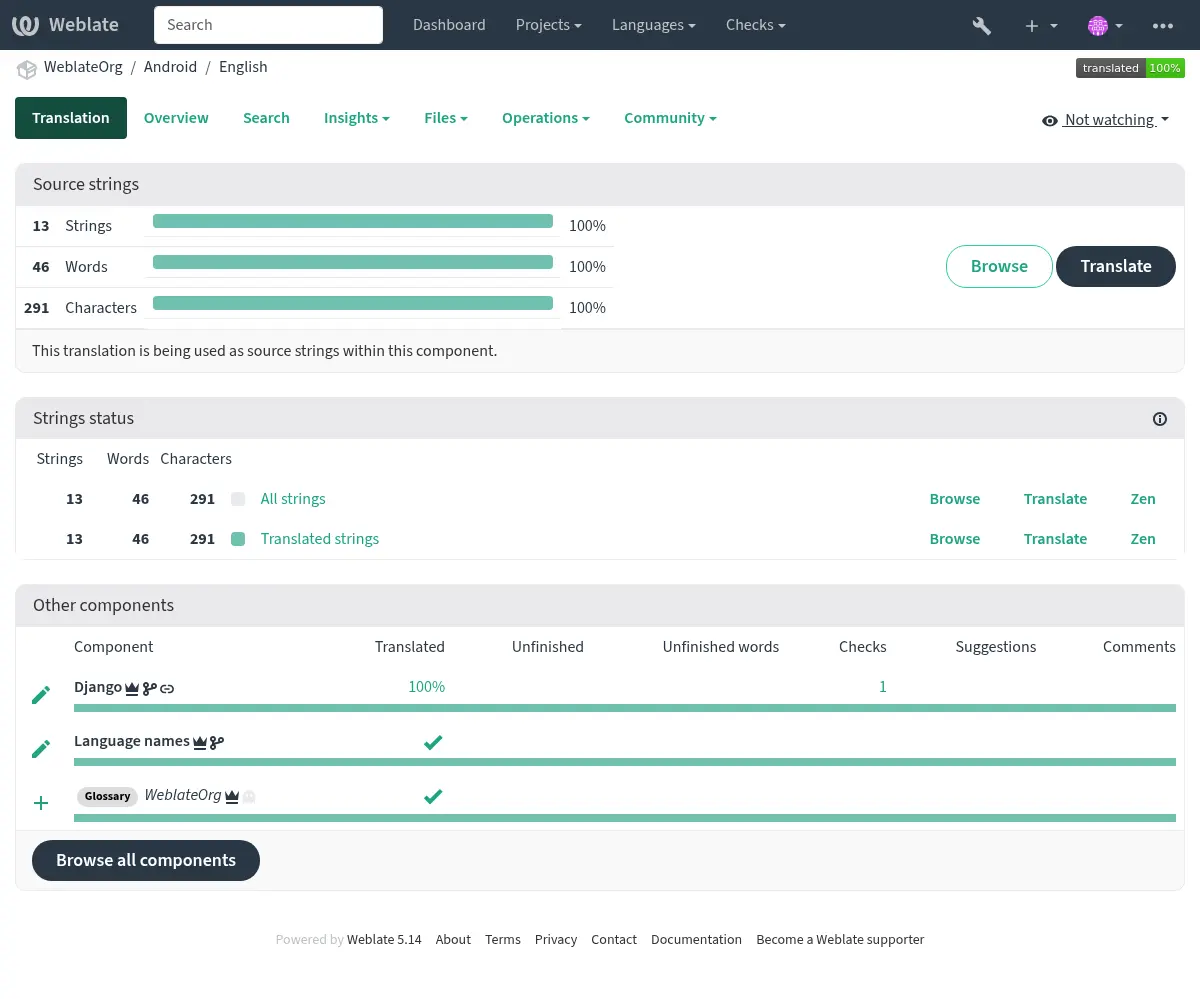 Weblate Search Dashboard Projects Languages Checks
WeblateOrg / Android / English translated 100%
Translation Overview Search Insights Files Operations Community Not watching
Source strings
13 Strings 100%
46 Words 100%
291 Characters 100%
Browse Translate
This translation is being used as source strings within this component.
Strings status
Strings Words Characters
13 46 291 All strings Browse Translate Zen
13 46 291 Translated strings Browse Translate Zen
Other components
Component Translated Unfinished Unfinished words Checks Suggestions Comments
Django 100% 1
Language names
Glossary WeblateOrg
Browse all components
Powered by Weblate 5.14 About Terms Privacy Contact Documentation Become a Weblate supporter